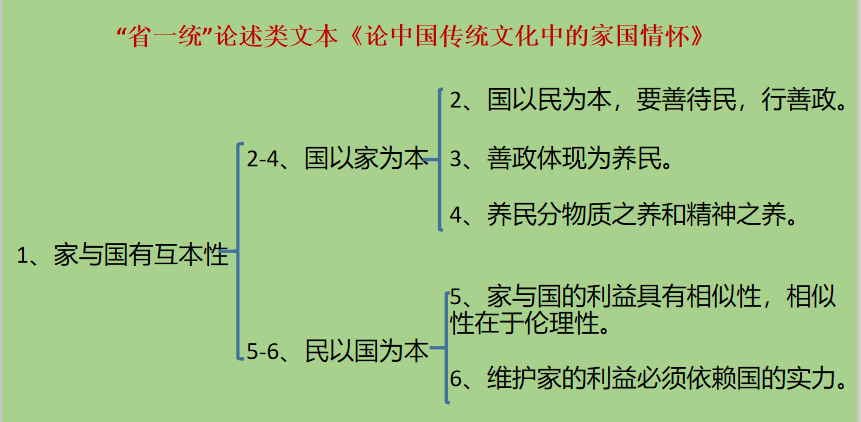 “省一统”论述类文本《论中国传统文化中的家国情怀》
2、国以民为本，要善待民，行善政。
2-4、国以家为本
3、善政体现为养民。
4、养民分物质之养和精神之养。
1、家与国有互本性
5、家与国的利益具有相似性，相似
性在于伦理性。
5-6、民以国为本
6、维护家的利益必须依赖国的实力。